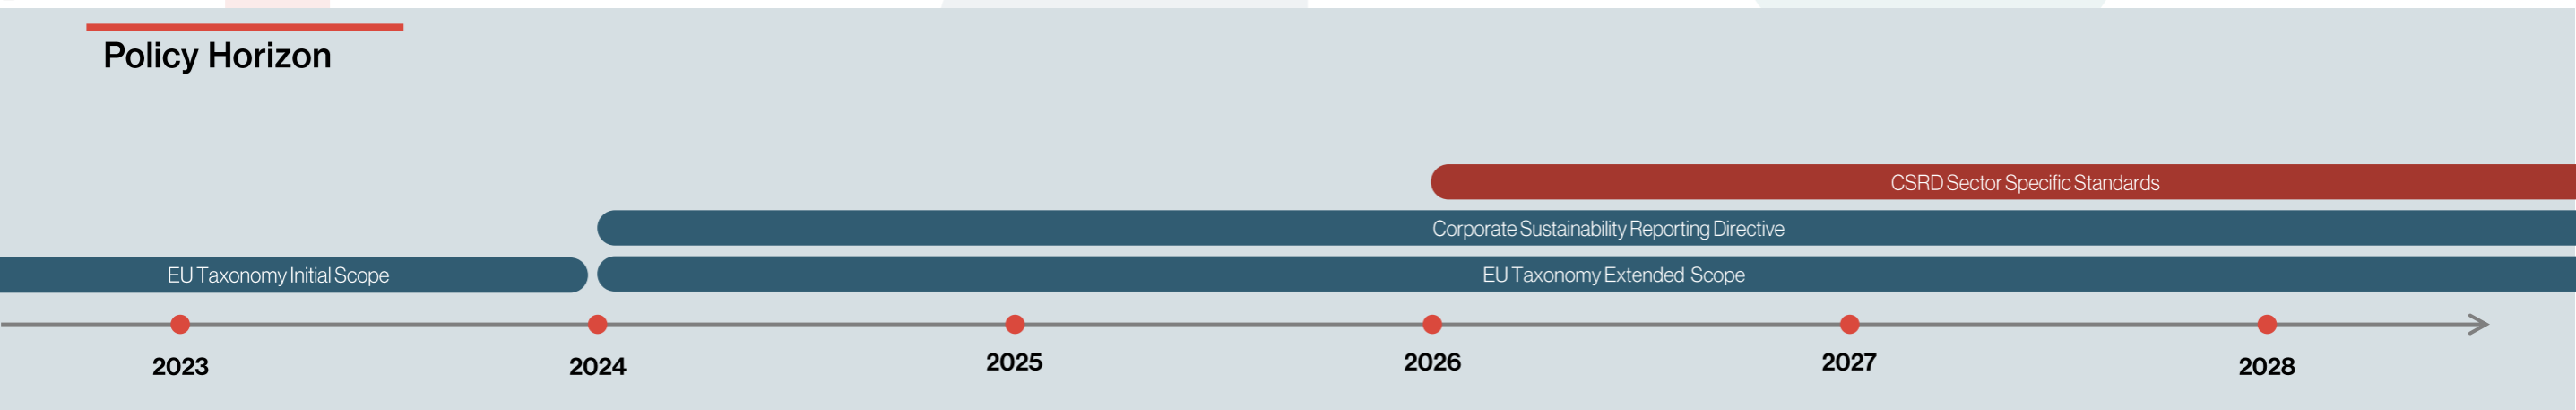 Policy Horizon
CSRD Sector Specific Standards
Corporate Sustainability Reporting Directive
EU Taxonomy Initial Scope
EU Taxonomy Extended Scope
2023
2024
2025
2026
2027
2028